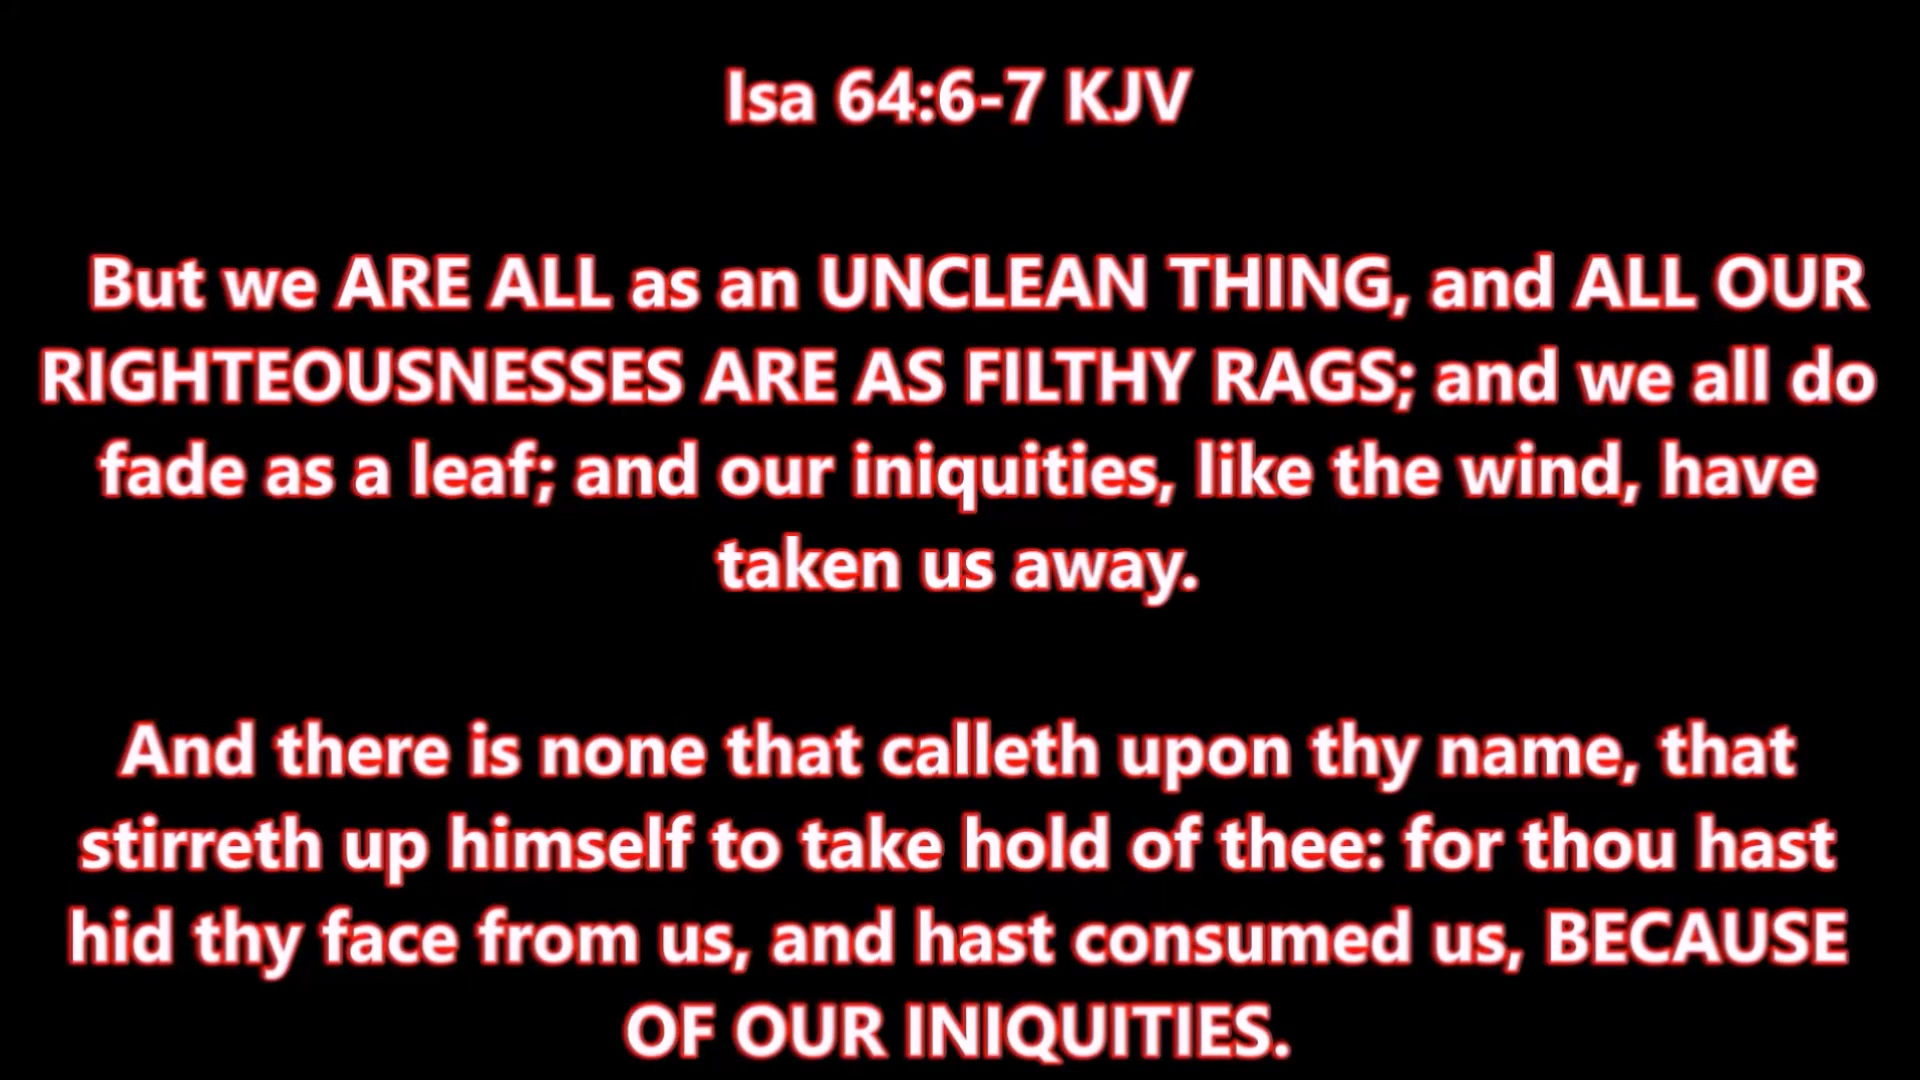 Isa 64:6-7 KJV
But we ARE ALL as an UNCLEAN THING, and ALL OUR
RIGHTEOUSNESSES ARE AS FILTHY RAGS; and we all do
fade as a leaf; and our iniquities, like the wind, have
taken us away.
And there is none that calleth upon thy name, that
stirreth up himself to take hold of thee: for thou hast
hid thy face from us, and hast consumed us, BECAUSE
OF OUR INIQUITIES.